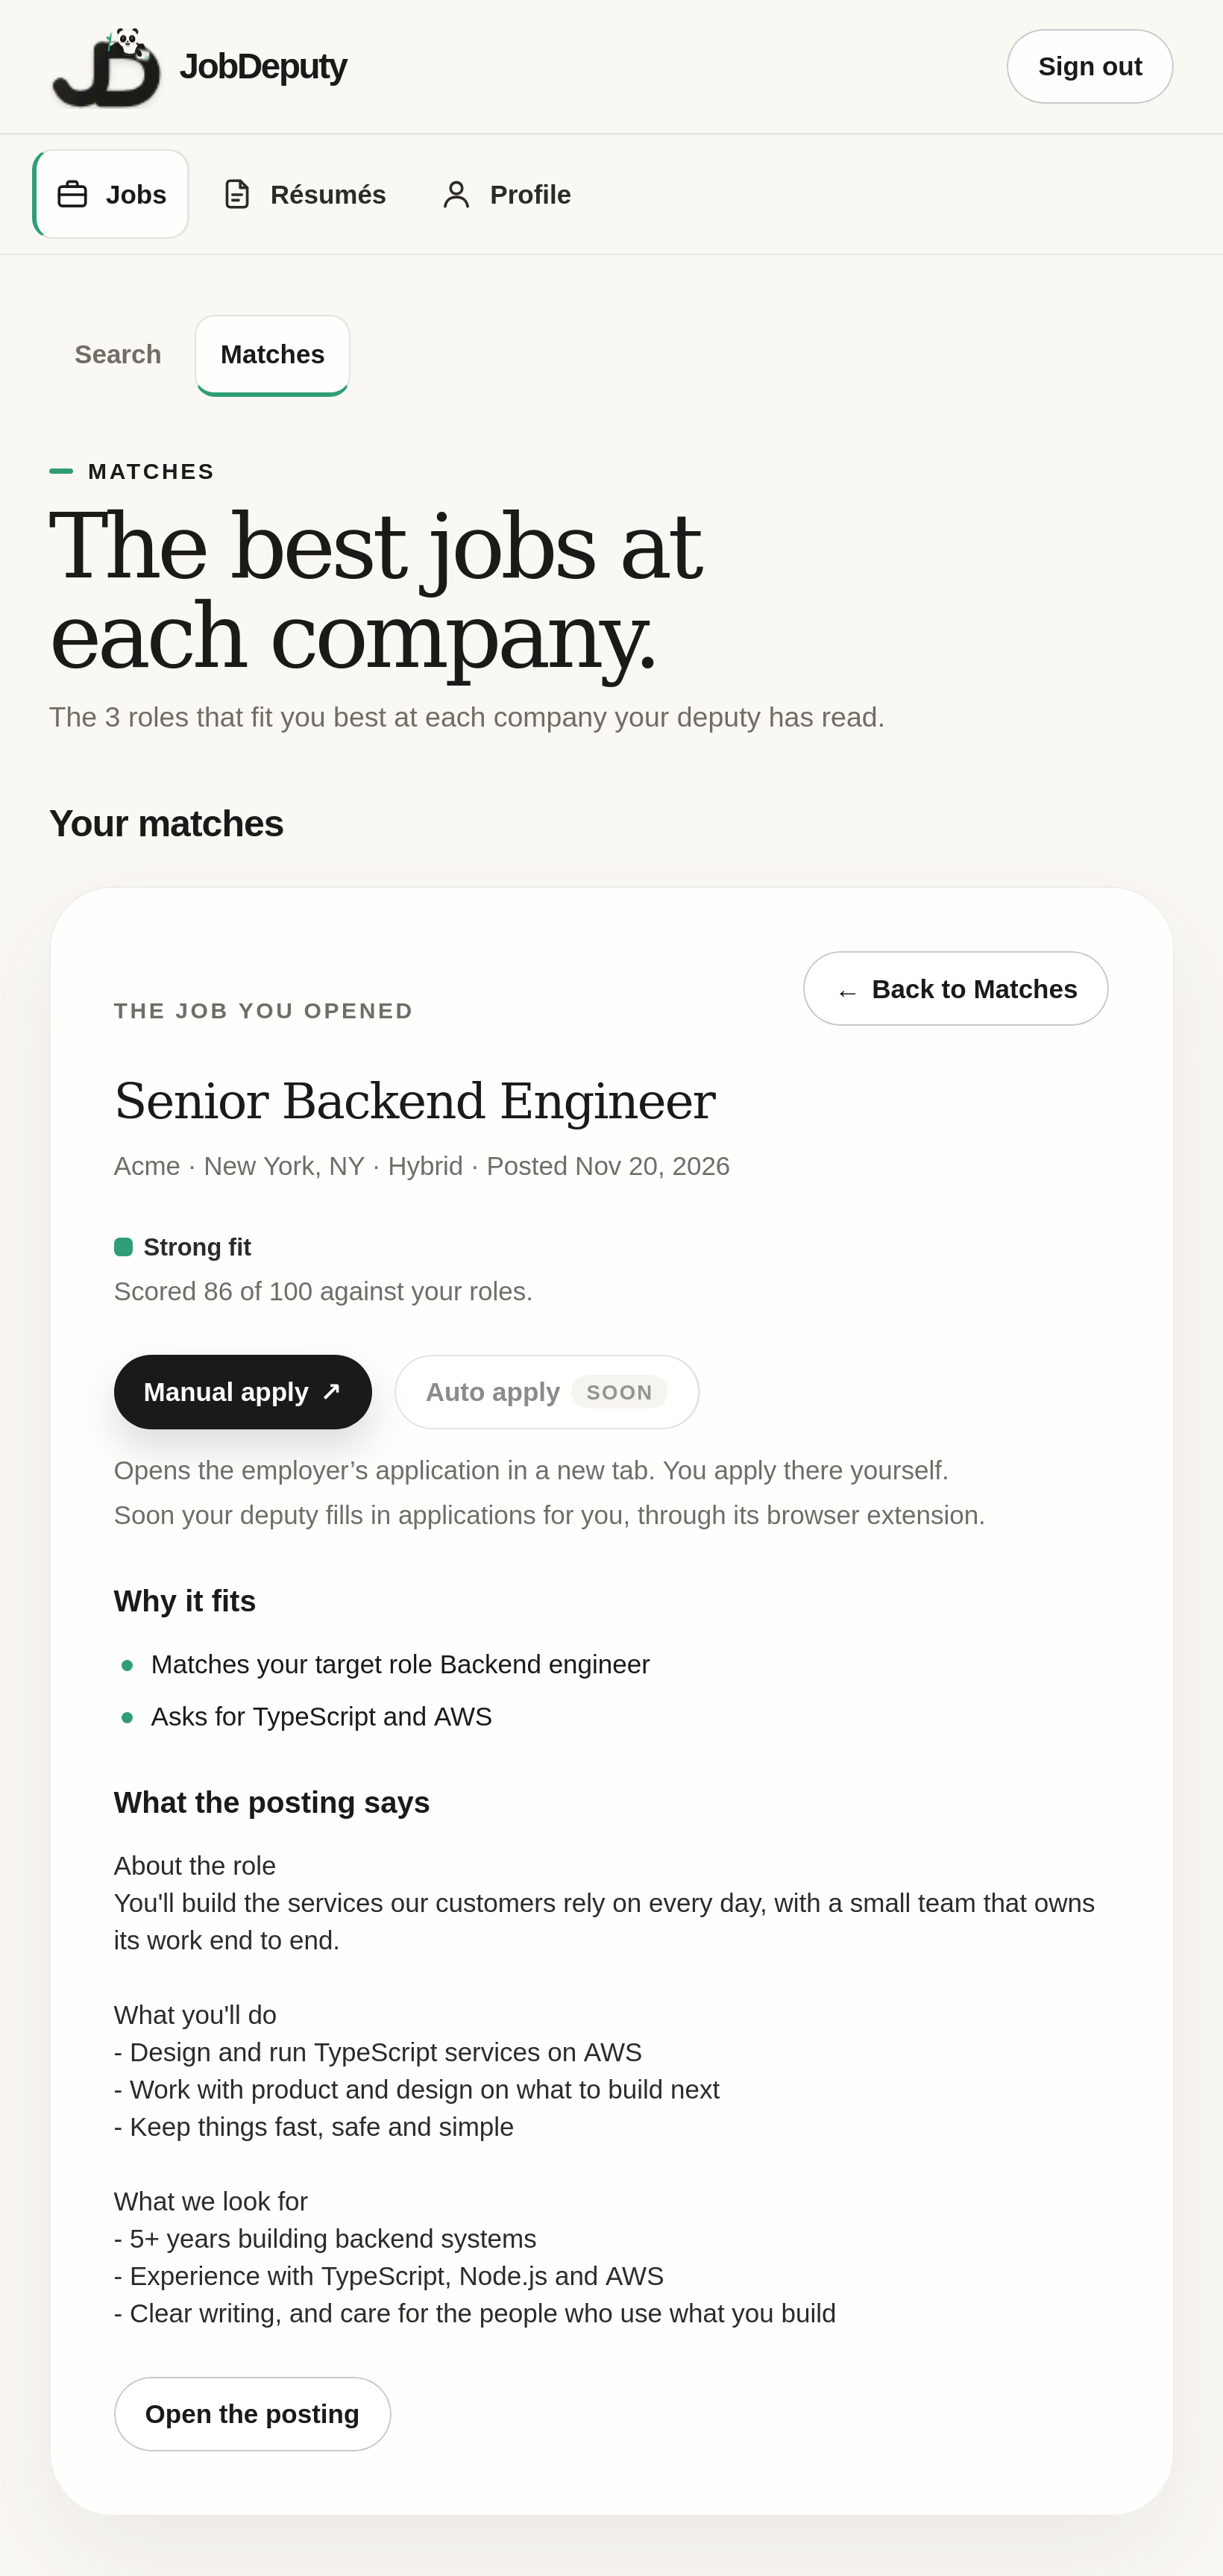 JobDeputy
Sign out
Jobs
Résumés
Profile
Search
Matches
MATCHES
The best jobs at
each company.
The 3 roles that fit you best at each company your deputy has read.
Your matches
THE JOB YOU OPENED
← Back to Matches
Senior Backend Engineer
Acme · New York, NY · Hybrid · Posted Nov 20, 2026
Strong fit
Scored 86 of 100 against your roles.
Manual apply ↗
Auto apply SOON
Opens the employer’s application in a new tab. You apply there yourself.
Soon your deputy fills in applications for you, through its browser extension.
Why it fits
Matches your target role Backend engineer
Asks for TypeScript and AWS
What the posting says
About the role
You'll build the services our customers rely on every day, with a small team that owns
its work end to end.
What you'll do
- Design and run TypeScript services on AWS
- Work with product and design on what to build next
- Keep things fast, safe and simple
What we look for
- 5+ years building backend systems
- Experience with TypeScript, Node.js and AWS
- Clear writing, and care for the people who use what you build
Open the posting